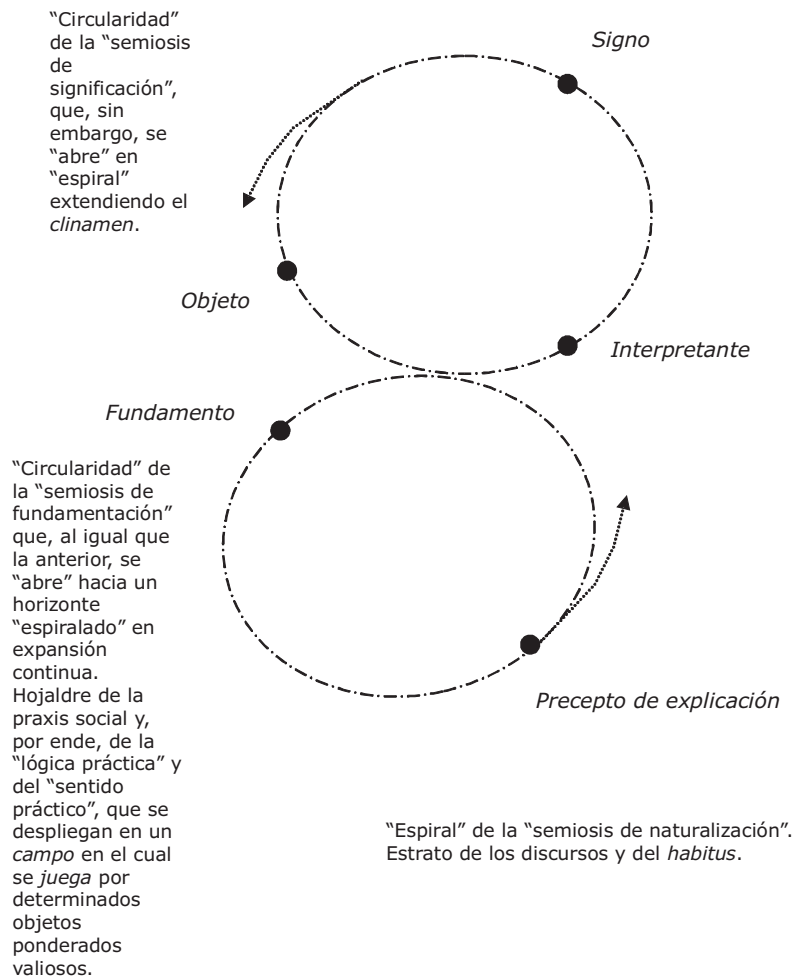 “Circularidad”
de la “semiosis
de
significación”,
que, sin
embargo, se
“abre” en
“espiral”
extendiendo el
clinamen.
Signo
Objeto
Interpretante
Fundamento
“Circularidad” de
la “semiosis de
fundamentación”
que, al igual que
la anterior, se
“abre” hacia un
horizonte
“espiralado” en
expansión
continua.
Hojaldre de la
praxis social y,
por ende, de la
“lógica práctica” y
del “sentido
práctico”, que se
despliegan en un
campo en el cual
se juega por
determinados
objetos
ponderados
valiosos.
Precepto de explicación
“Espiral” de la “semiosis de naturalización”.
Estrato de los discursos y del habitus.